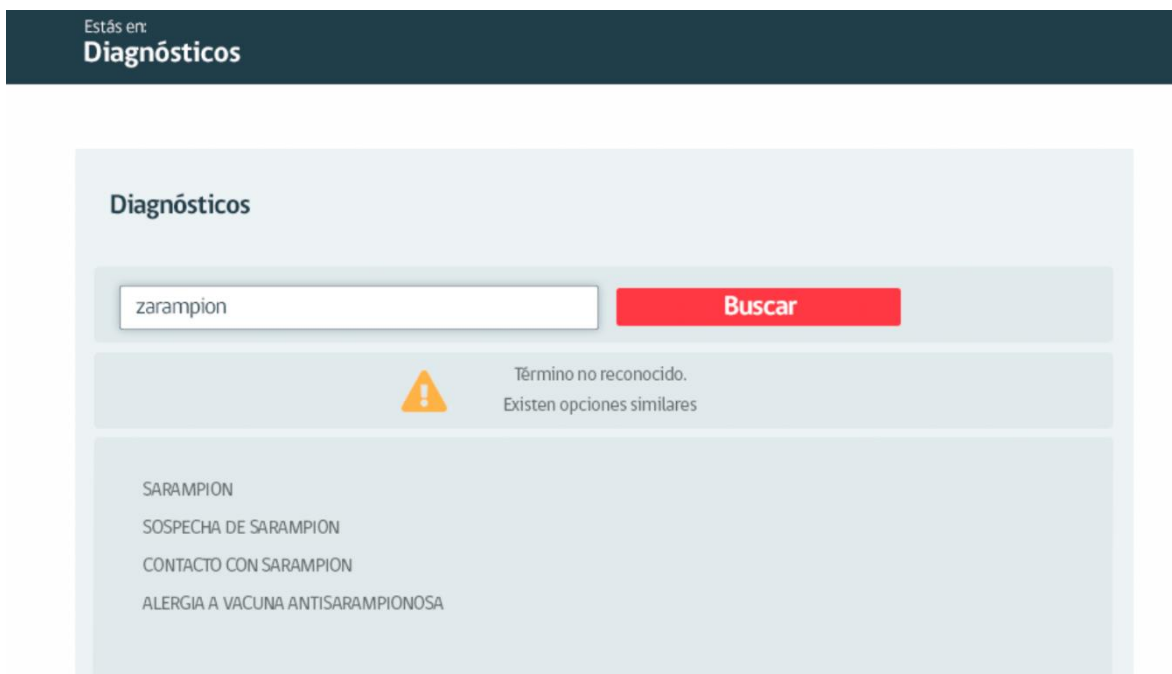 Estás en:
Diagnósticos
Diagnósticos
zarampion
Buscar
Término no reconocido.
Existen opciones similares
SARAMPION
SOSPECHA DE SARAMPION
CONTACTO CON SARAMPION
ALERGIA A VACUNA ANTISARAMPIONOSA